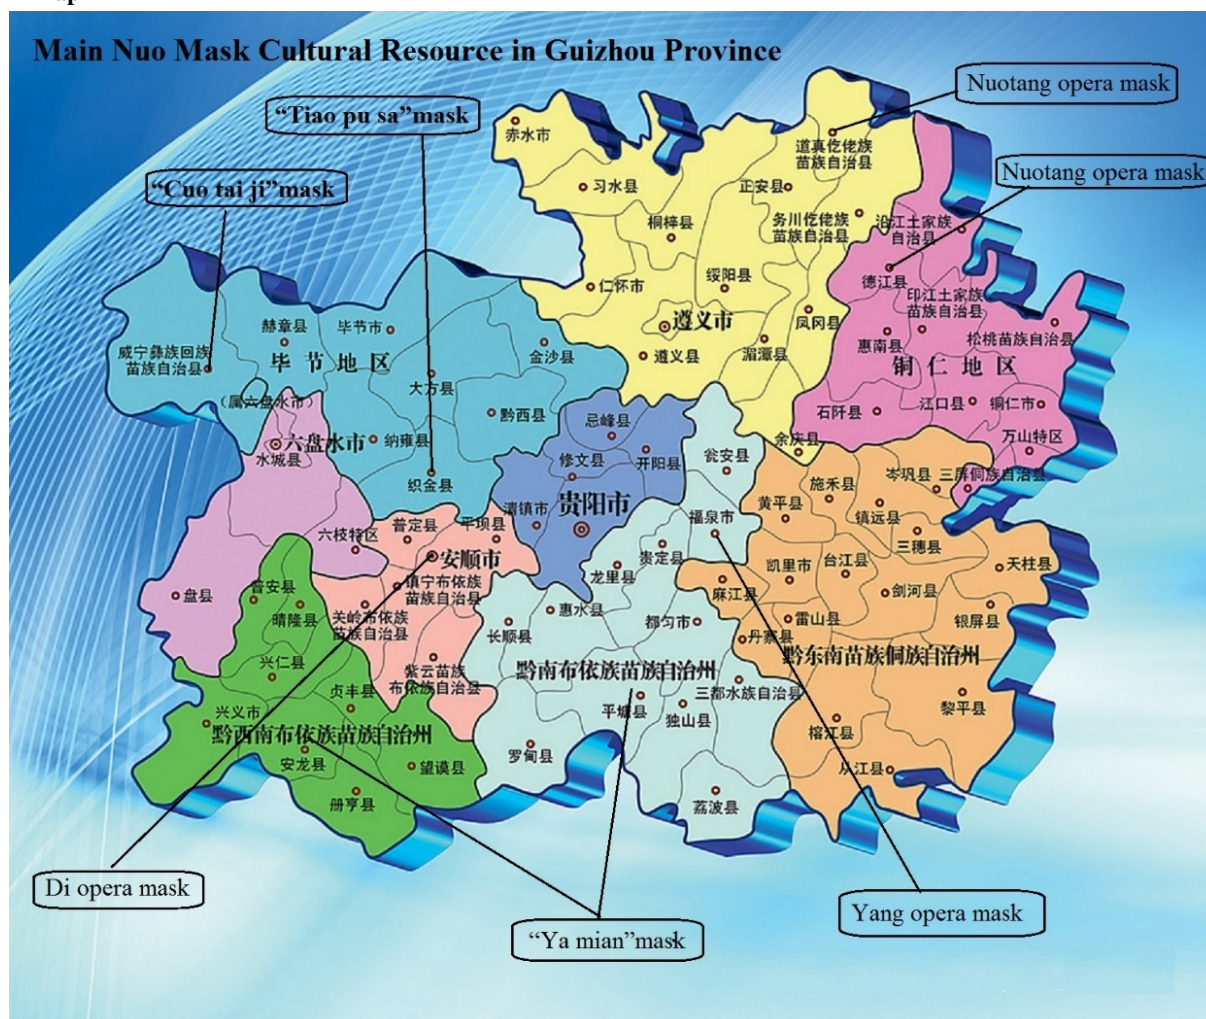 Main Nuo Mask Cultural Resource in Guizhou Province
Nuotang opera mask
“Tiao pu sa”mask
赤水市
道真仡佬族
苗族自治县
Nuotang opera mask
“Cuo tai ji”mask
习水县
正安县
桐梓县
务川仡佬族
苗族自治县
沿江土家族
自治县
绥阳县
德江县
仁怀市
印江土家族
苗族自治县
凤冈县
赫章县
毕节市
遵义市
松桃苗族自治县
威宁彝族回族
苗族自治县
毕节地区
金沙县
遵义县
湄潭县
惠南县
铜仁地区
大方县
(属六盘水市)
黔西县
石阡县
江口县
铜仁市
六盘水市
纳雍县
忌峰县
余庆县
万山特区
水城县
修文县
开阳县
瓮安县
岑巩县
三屏侗族自治县
织金县
施禾县
清镇市
贵阳市
黄平县
镇远县
普定县
平坝县
福泉市
三穗县
六枝特区
安顺市
贵定县
天柱县
凯里市
台江县
龙里县
盘县
普安县
镇宁布依族
苗族自治县
麻江县
剑河县
晴隆县
关岭布依族
苗族自治县
惠水县
长顺县
都匀市
雷山县
银屏县
丹寨县
兴仁县
紫云苗族
布依族自治县
黔南布依族苗族自治州
黔东南苗族侗族自治州
贞丰县
三都水族自治县
平塘县
独山县
黎平县
兴义市
黔西南布依族苗族自治州
榕江县
罗甸县
安龙县
望谟县
从江县
册亨县
荔波县
Di opera mask
“Ya mian”mask
Yang opera mask